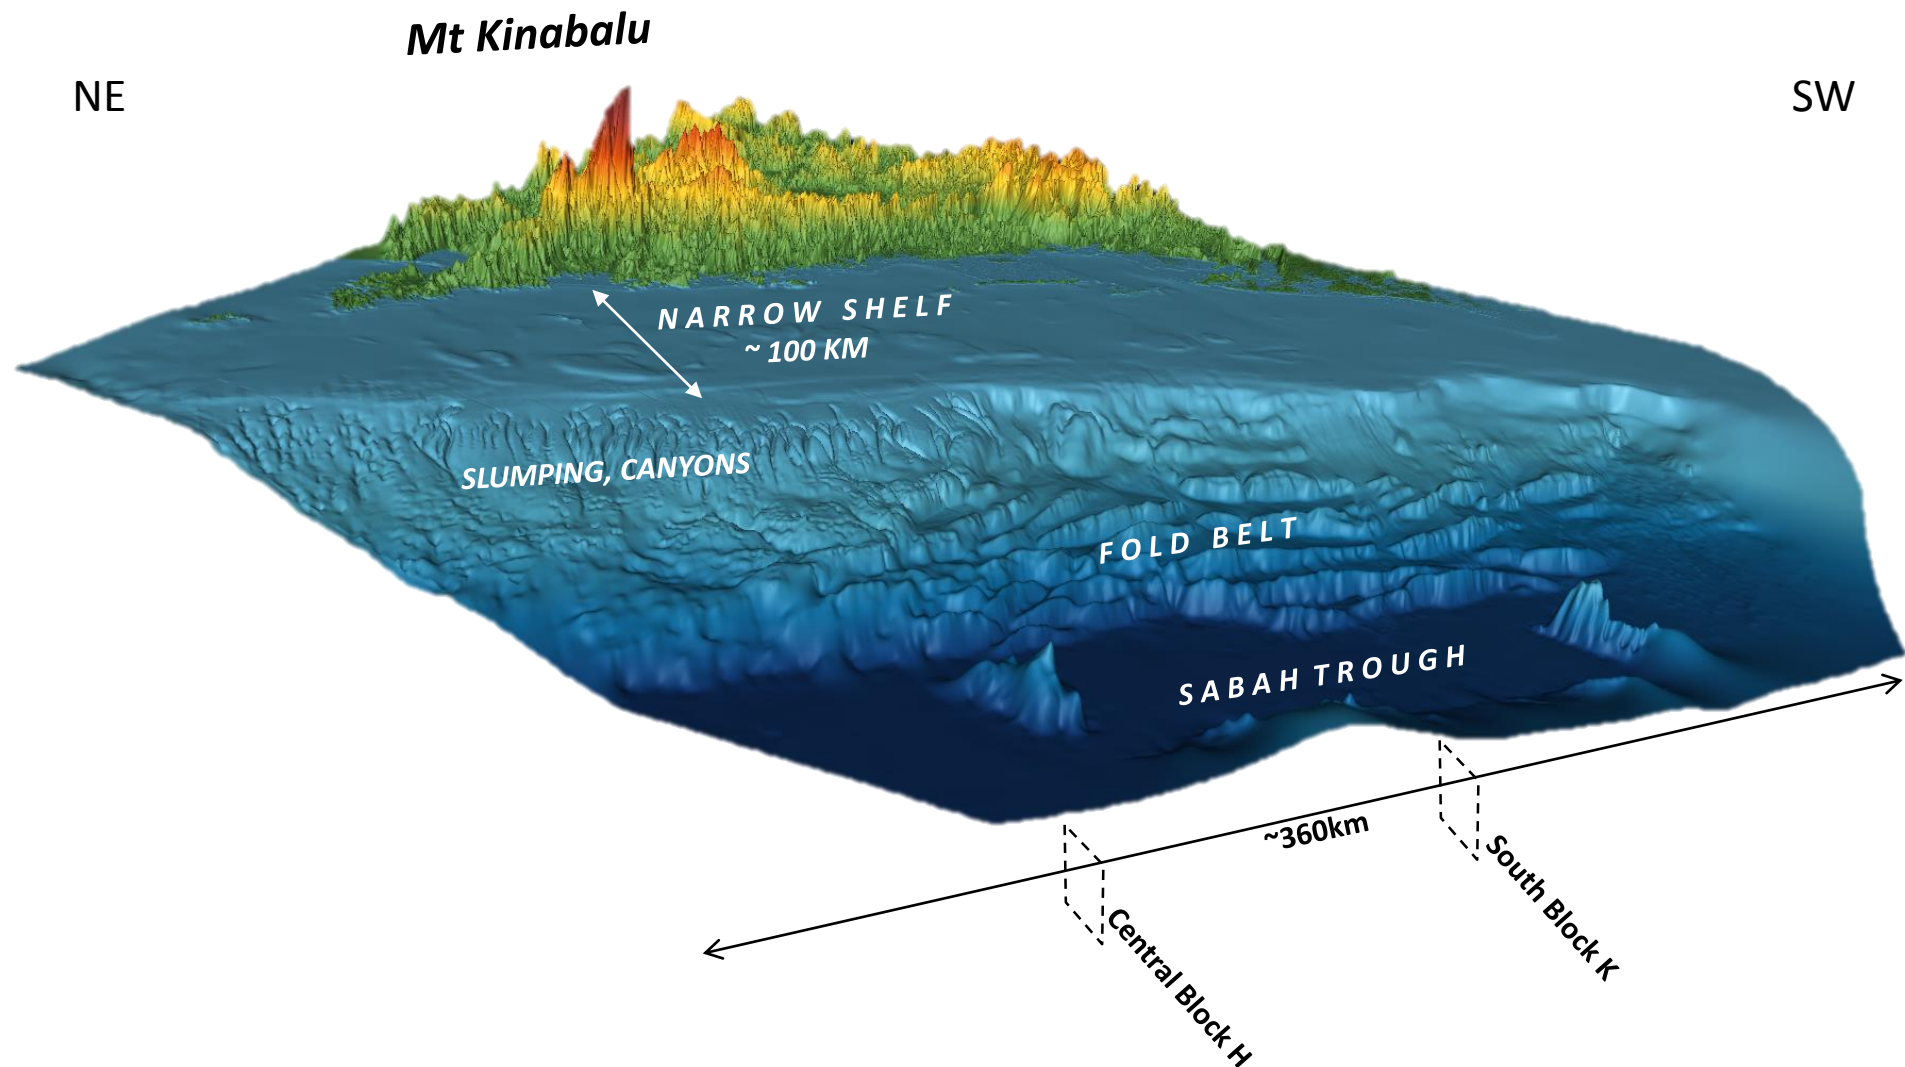 Mt Kinabalu
NE
SW
NARROW SHELF
~ 100 KM
SLUMPING, CANYONS
FOLD BELT
SABAH TROUGH
~360km
South Block K
Central Block H